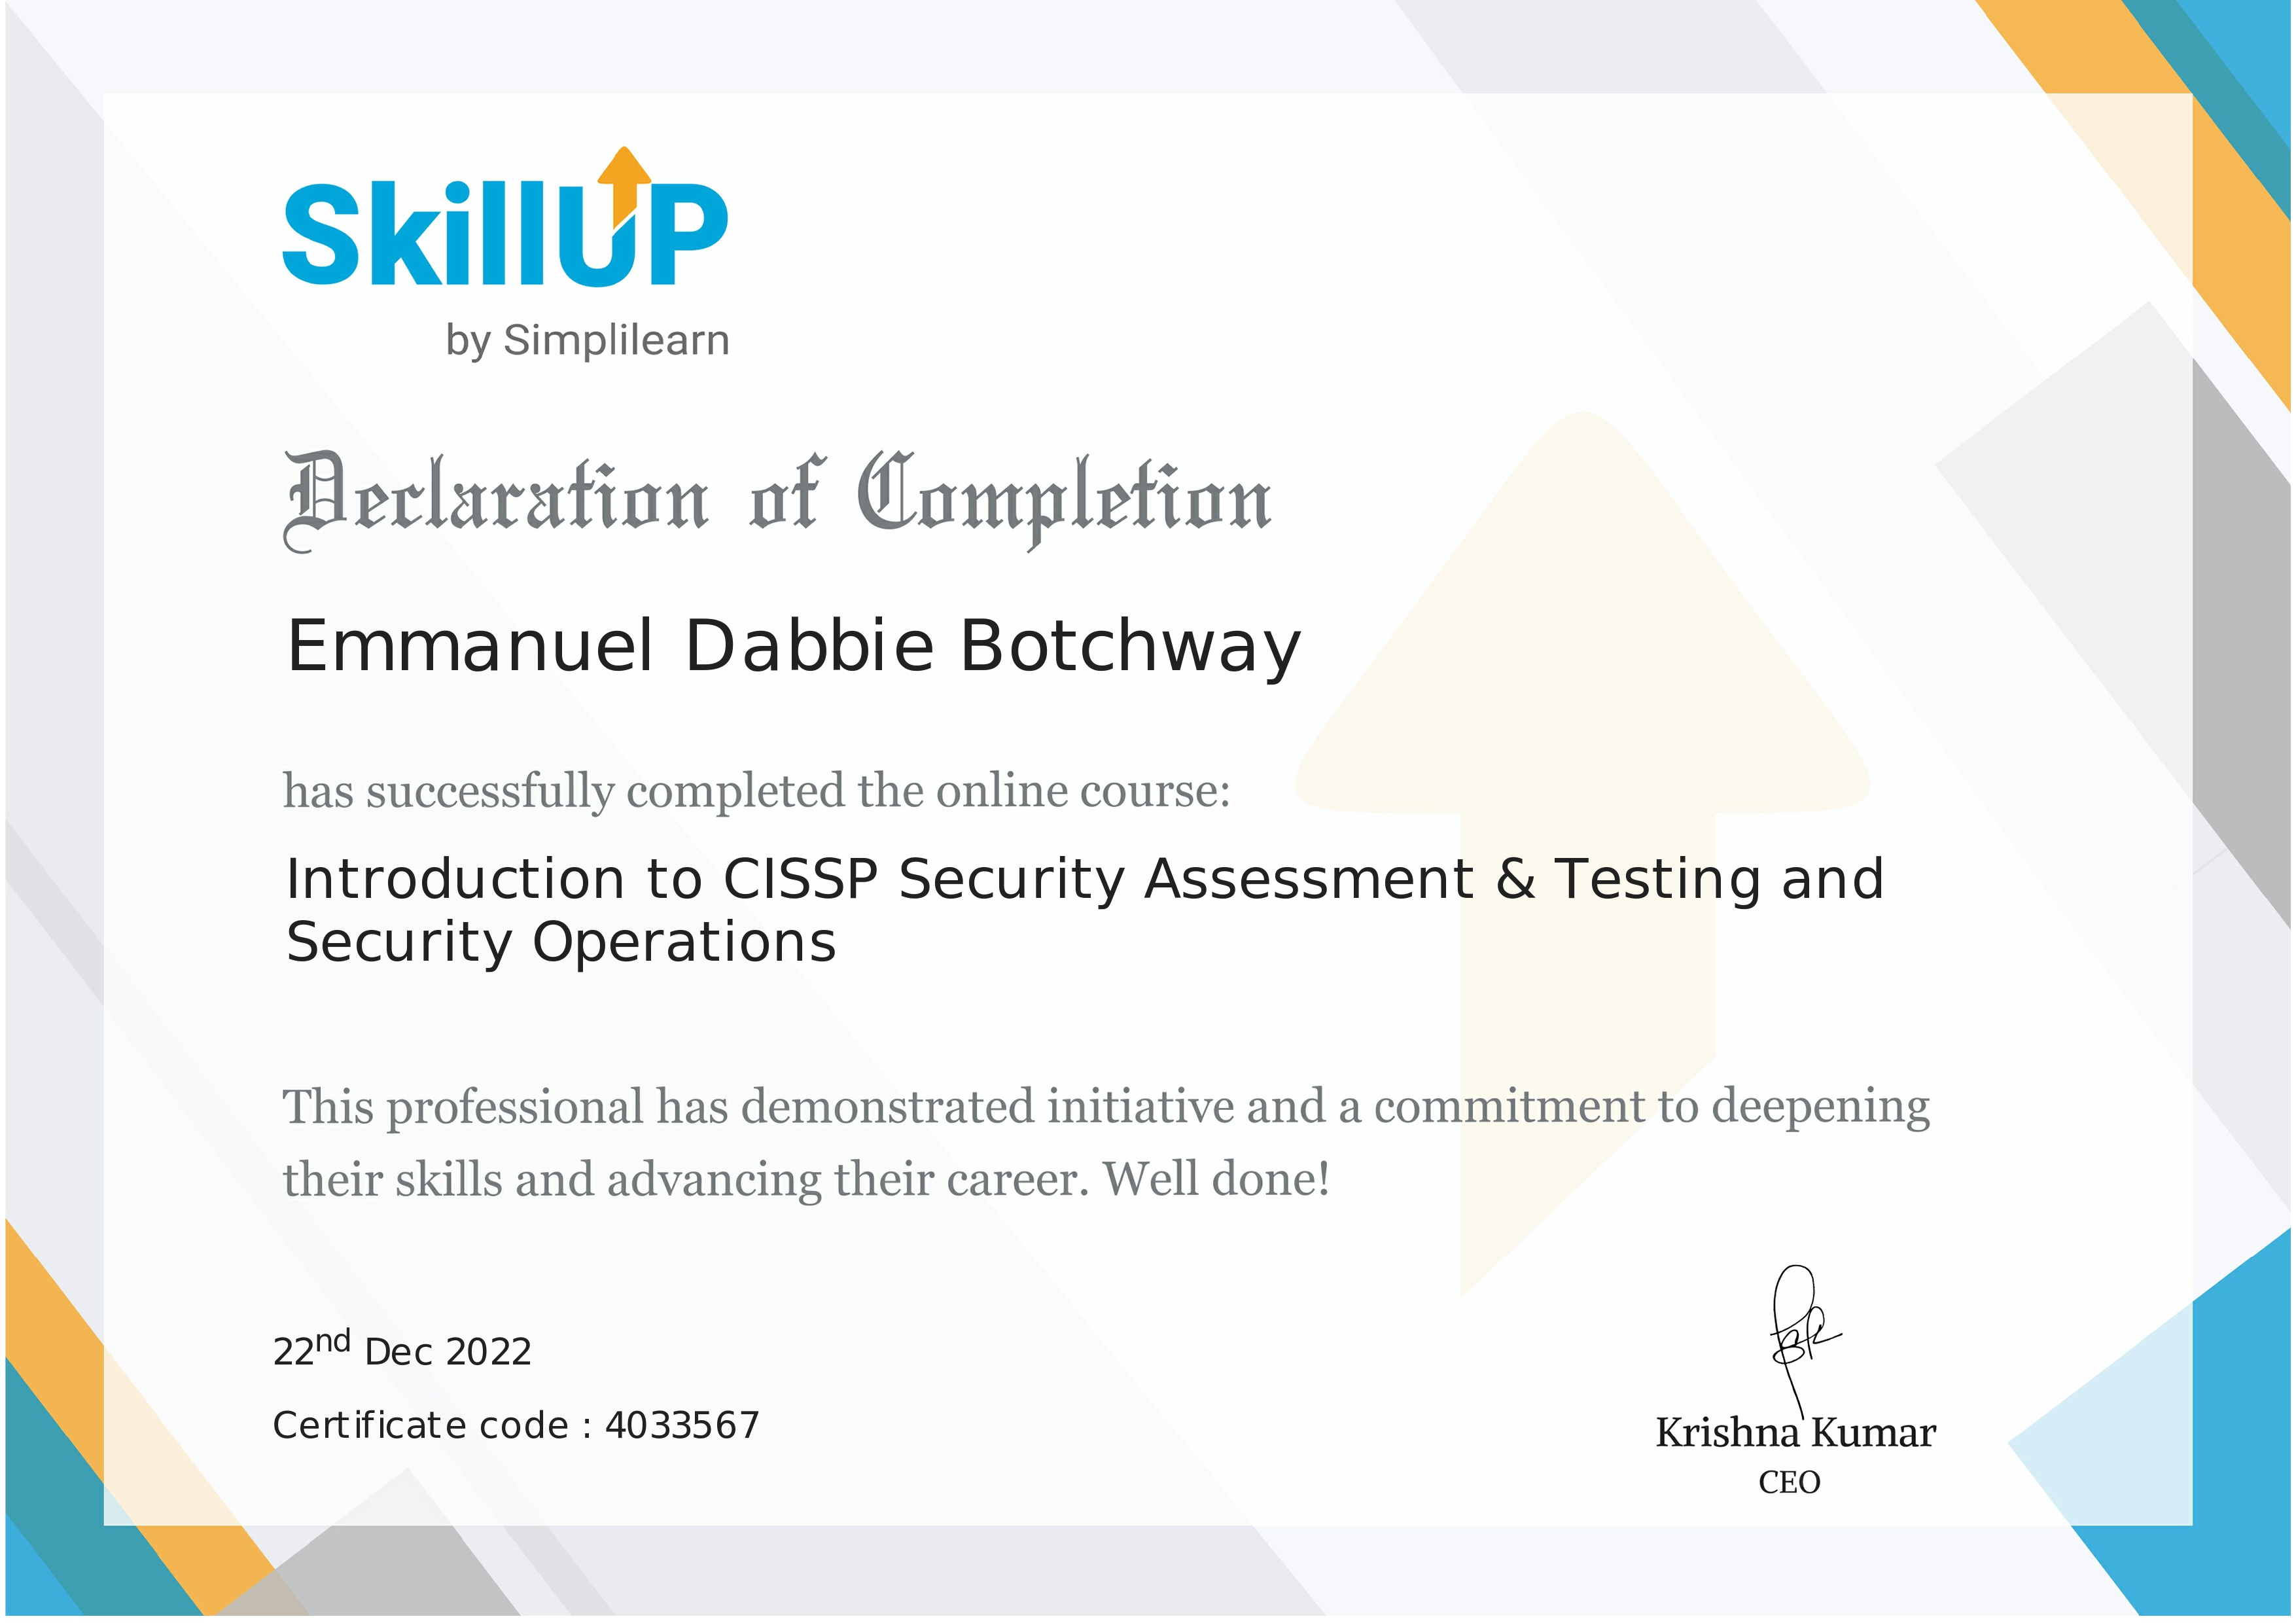 SkillUP
by Simplilearn
Declaration of Completion
Emmanuel Dabbie Botchway
has successfully completed the online course:
Introduction to CISSP Security Assessment & Testing and
Security Operations
This professional has demonstrated initiative and a commitment to deepening
their skills and advancing their career. Well done!
22nd Dec 2022
Certificate code : 4033567
Krishna Kumar
CEO